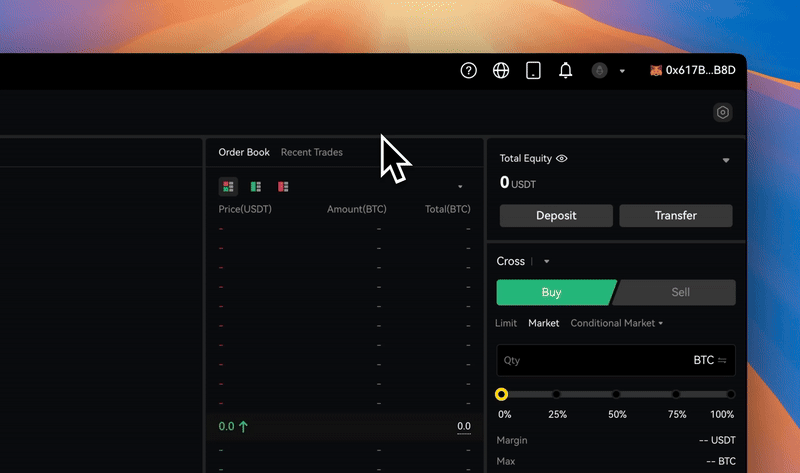 0x617B...B8D
Order Book Recent Trades
Price(USDT) Amount(BTC) Total(BTC)
- - -
- - -
- - -
- - -
- - -
- - -
- - -
- - -
- - -
- - -
0.0 0.0
- - -
- - -
Total Equity
0 USDT
Deposit Transfer
Cross
Buy Sell
Limit Market Conditional Market
Qty BTC
0% 25% 50% 75% 100%
Margin -- USDT
Max -- BTC